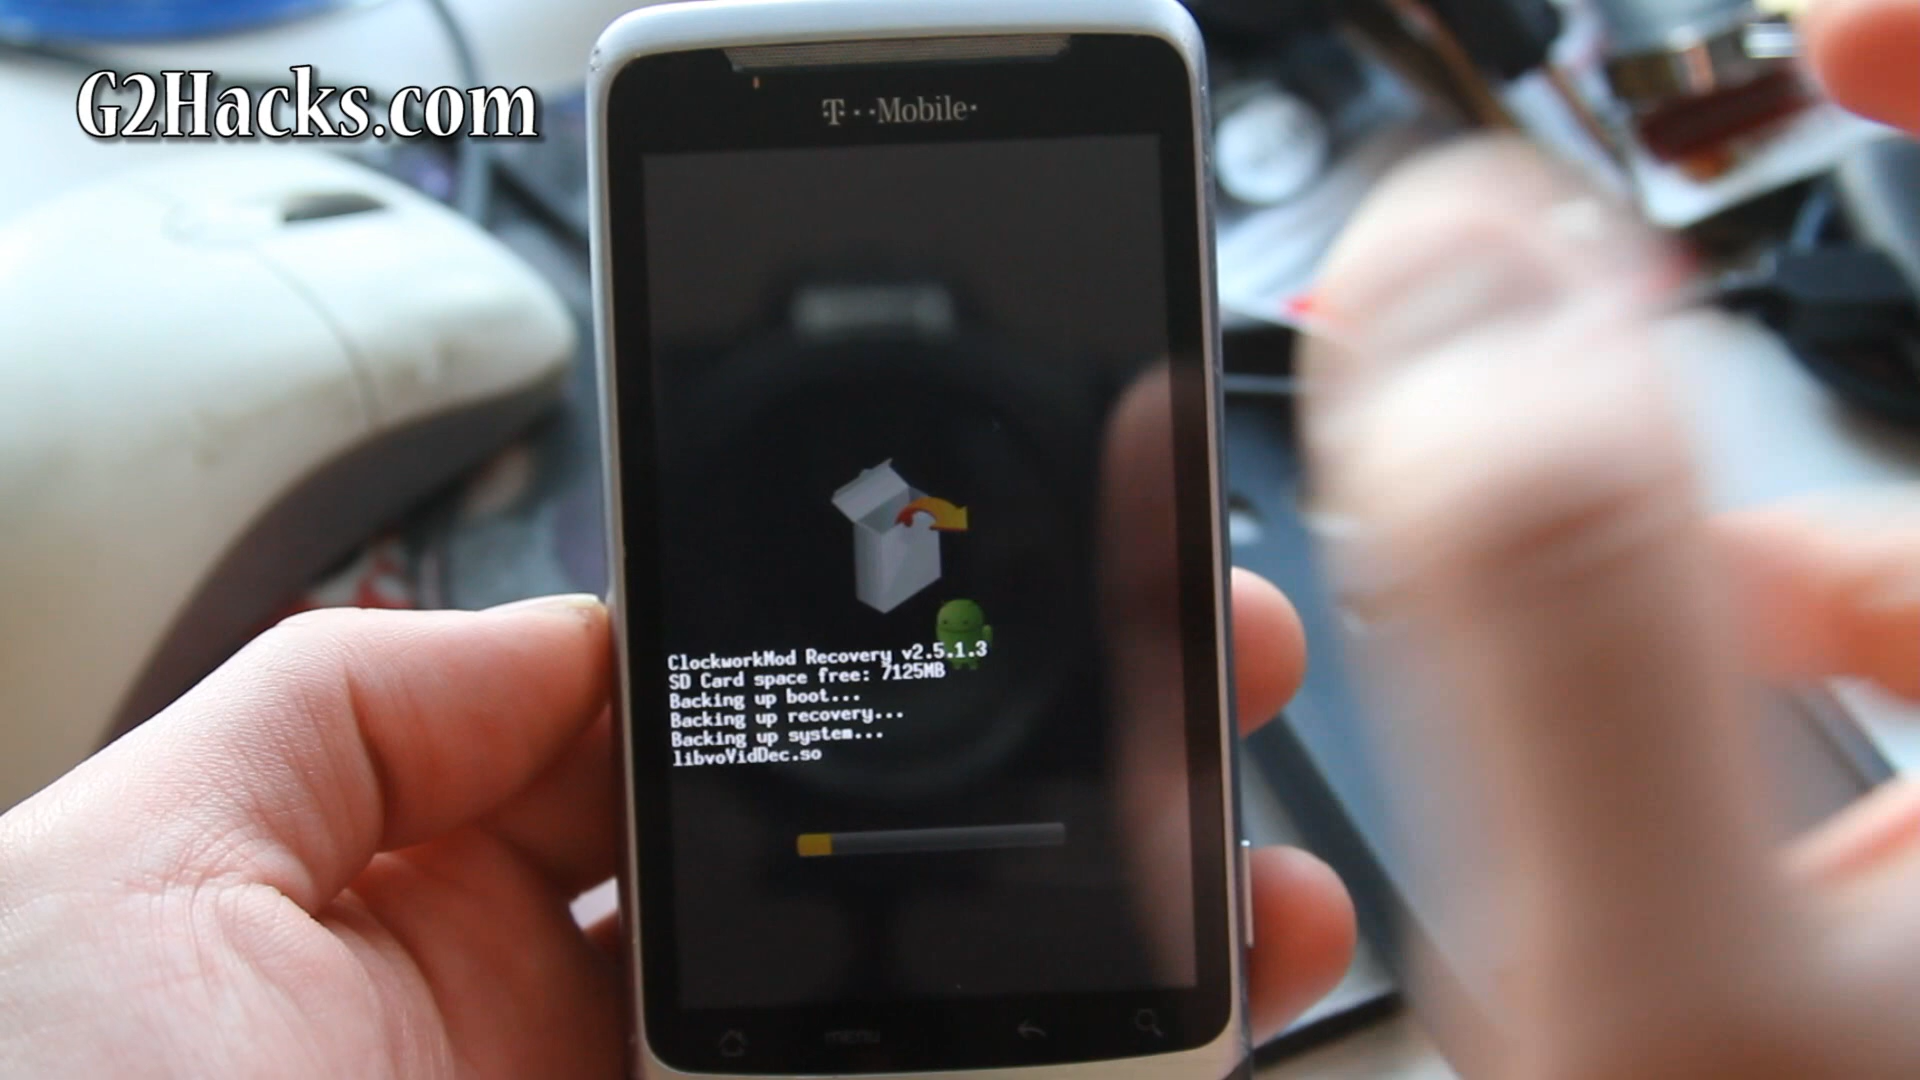 G2Hacks.com
T··Mobile·
ClockworkMod Recovery v2.5.1.3
SD Card space free: 7125MB
Backing up boot...
Backing up recovery...
Backing up system...
libvoVidDec.so
menu